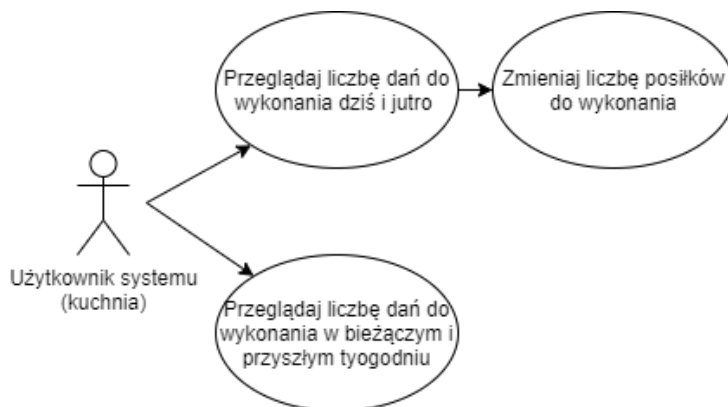 Przeglądaj liczbę dań do
wykonania dziś i jutro
Zmieniaj liczbę posiłków
do wykonania
Użytkownik systemu
(kuchnia)
Przeglądaj liczbę dań do
wykonania w bieżączym i
przyszłym tyogodniu